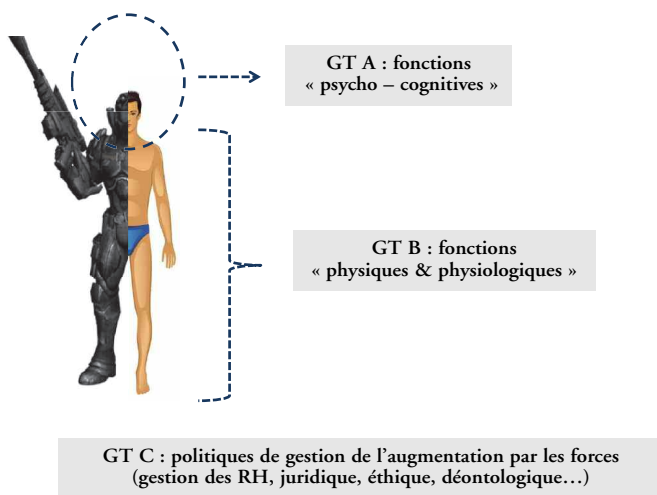 GT A : fonctions
« psycho – cognitives »
GT B : fonctions
« physiques & physiologiques »
GT C : politiques de gestion de l’augmentation par les forces
(gestion des RH, juridique, éthique, déontologique…)